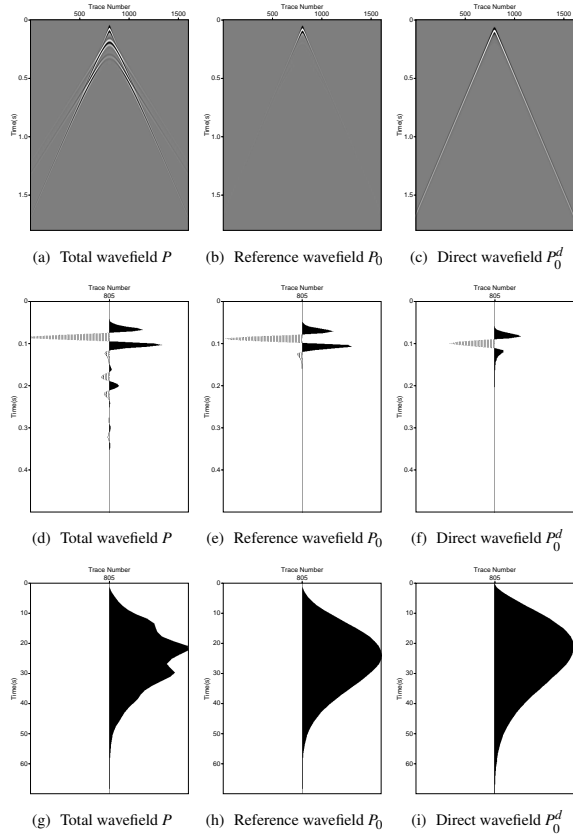 Trace Number
500 1000 1500
0
0.5
1.0
1.5
Time(s)
(a) Total wavefield P
Trace Number
500 1000 1500
0
0.5
1.0
1.5
Time(s)
(b) Reference wavefield P₀
Trace Number
500 1000 1500
0
0.5
1.0
1.5
Time(s)
(c) Direct wavefield P₀ᵈ
Trace Number
805
0
0.1
0.2
0.3
0.4
Time(s)
(d) Total wavefield P
Trace Number
805
0
0.1
0.2
0.3
0.4
Time(s)
(e) Reference wavefield P₀
Trace Number
805
0
0.1
0.2
0.3
0.4
Time(s)
(f) Direct wavefield P₀ᵈ
Trace Number
805
0
10
20
30
40
50
60
Time(s)
(g) Total wavefield P
Trace Number
805
0
10
20
30
40
50
60
Time(s)
(h) Reference wavefield P₀
Trace Number
805
0
10
20
30
40
50
60
Time(s)
(i) Direct wavefield P₀ᵈ